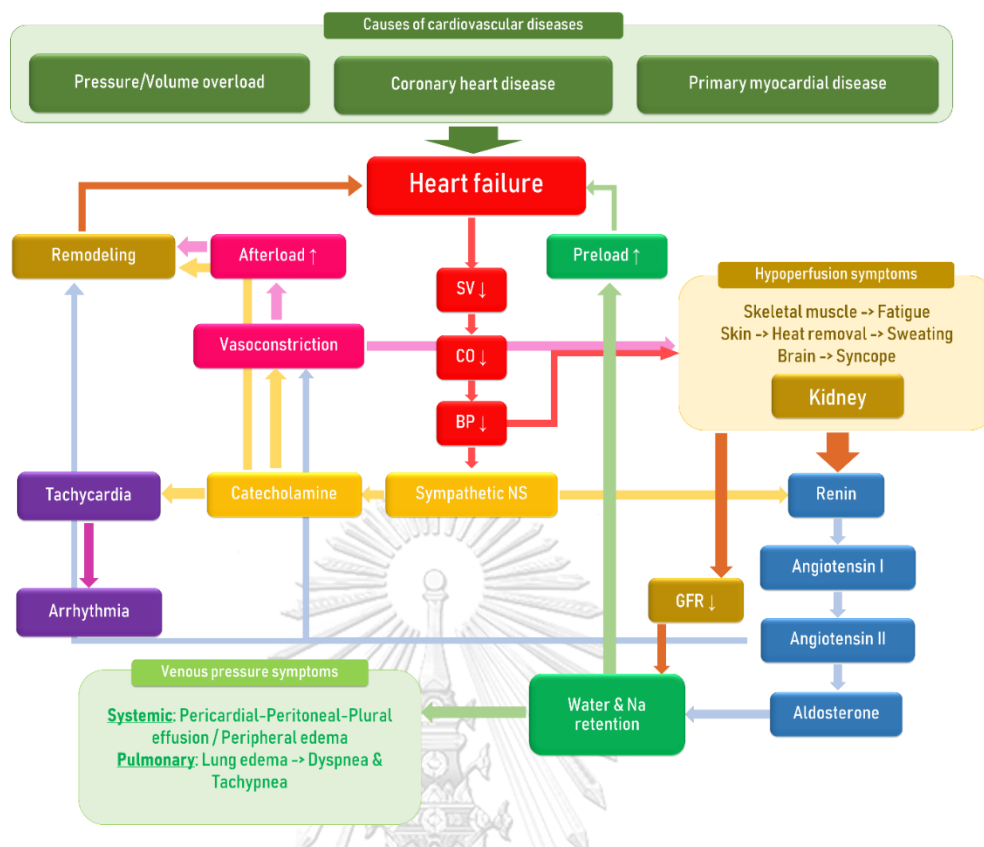 Causes of cardiovascular diseases
Pressure/Volume overload
Coronary heart disease
Primary myocardial disease
Heart failure
Remodeling
Afterload ↑
Preload ↑
SV ↓
Vasoconstriction
CO ↓
BP ↓
Hypoperfusion symptoms
Skeletal muscle -> Fatigue
Skin -> Heat removal -> Sweating
Brain -> Syncope
Kidney
Tachycardia
Catecholamine
Sympathetic NS
Renin
Angiotensin I
Arrhythmia
GFR ↓
Angiotensin II
Venous pressure symptoms
Systemic: Pericardial-Peritoneal-Plural
effusion / Peripheral edema
Pulmonary: Lung edema -> Dyspnea &
Tachypnea
Water & Na
retention
Aldosterone